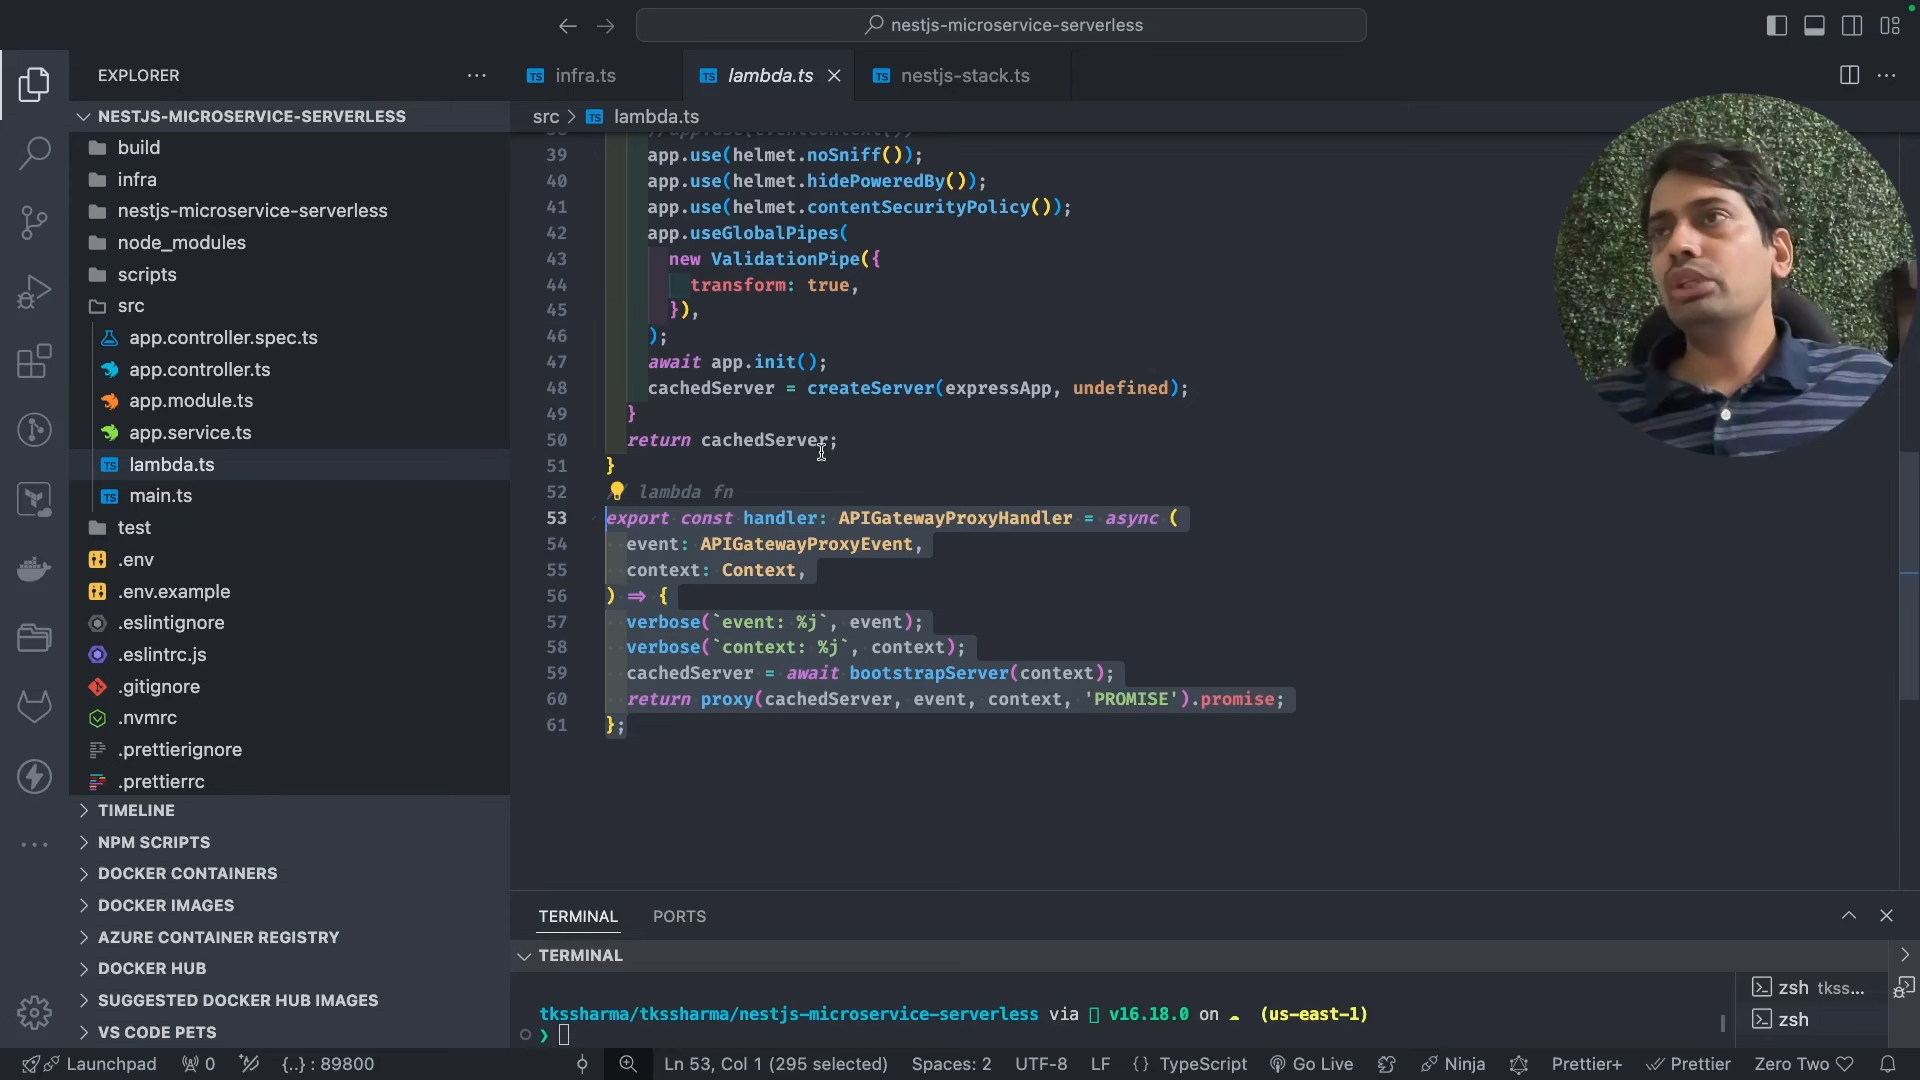 nestjs-microservice-serverless
EXPLORER
infra.ts
lambda.ts
nestjs-stack.ts
NESTJS-MICROSERVICE-SERVERLESS
src > lambda.ts
build
infra
nestjs-microservice-serverless
node_modules
scripts
src
app.controller.spec.ts
app.controller.ts
app.module.ts
app.service.ts
lambda.ts
main.ts
test
.env
.env.example
.eslintignore
.eslintrc.js
.gitignore
.nvmrc
.prettierignore
.prettierrc
TIMELINE
NPM SCRIPTS
DOCKER CONTAINERS
DOCKER IMAGES
AZURE CONTAINER REGISTRY
DOCKER HUB
SUGGESTED DOCKER HUB IMAGES
VS CODE PETS
39 app.use(helmet.noSniff());
40 app.use(helmet.hidePoweredBy());
41 app.use(helmet.contentSecurityPolicy());
42 app.useGlobalPipes(
43 new ValidationPipe({
44 transform: true,
45 }),
46 );
47 await app.init();
48 cachedServer = createServer(expressApp, undefined);
49 }
50 return cachedServer;
51 }
52 lambda fn
53 export const handler: APIGatewayProxyHandler = async (
54 event: APIGatewayProxyEvent,
55 context: Context,
56 ) => {
57 verbose(`event: %j`, event);
58 verbose(`context: %j`, context);
59 cachedServer = await bootstrapServer(context);
60 return proxy(cachedServer, event, context, 'PROMISE').promise;
61 };
TERMINAL PORTS
TERMINAL
tkssharma/tkssharma/nestjs-microservice-serverless via v16.18.0 on (us-east-1)
❯
zsh tkss...
zsh
Launchpad 0 {..} : 89800 Ln 53, Col 1 (295 selected) Spaces: 2 UTF-8 LF {} TypeScript Go Live Ninja Prettier+ Prettier Zero Two